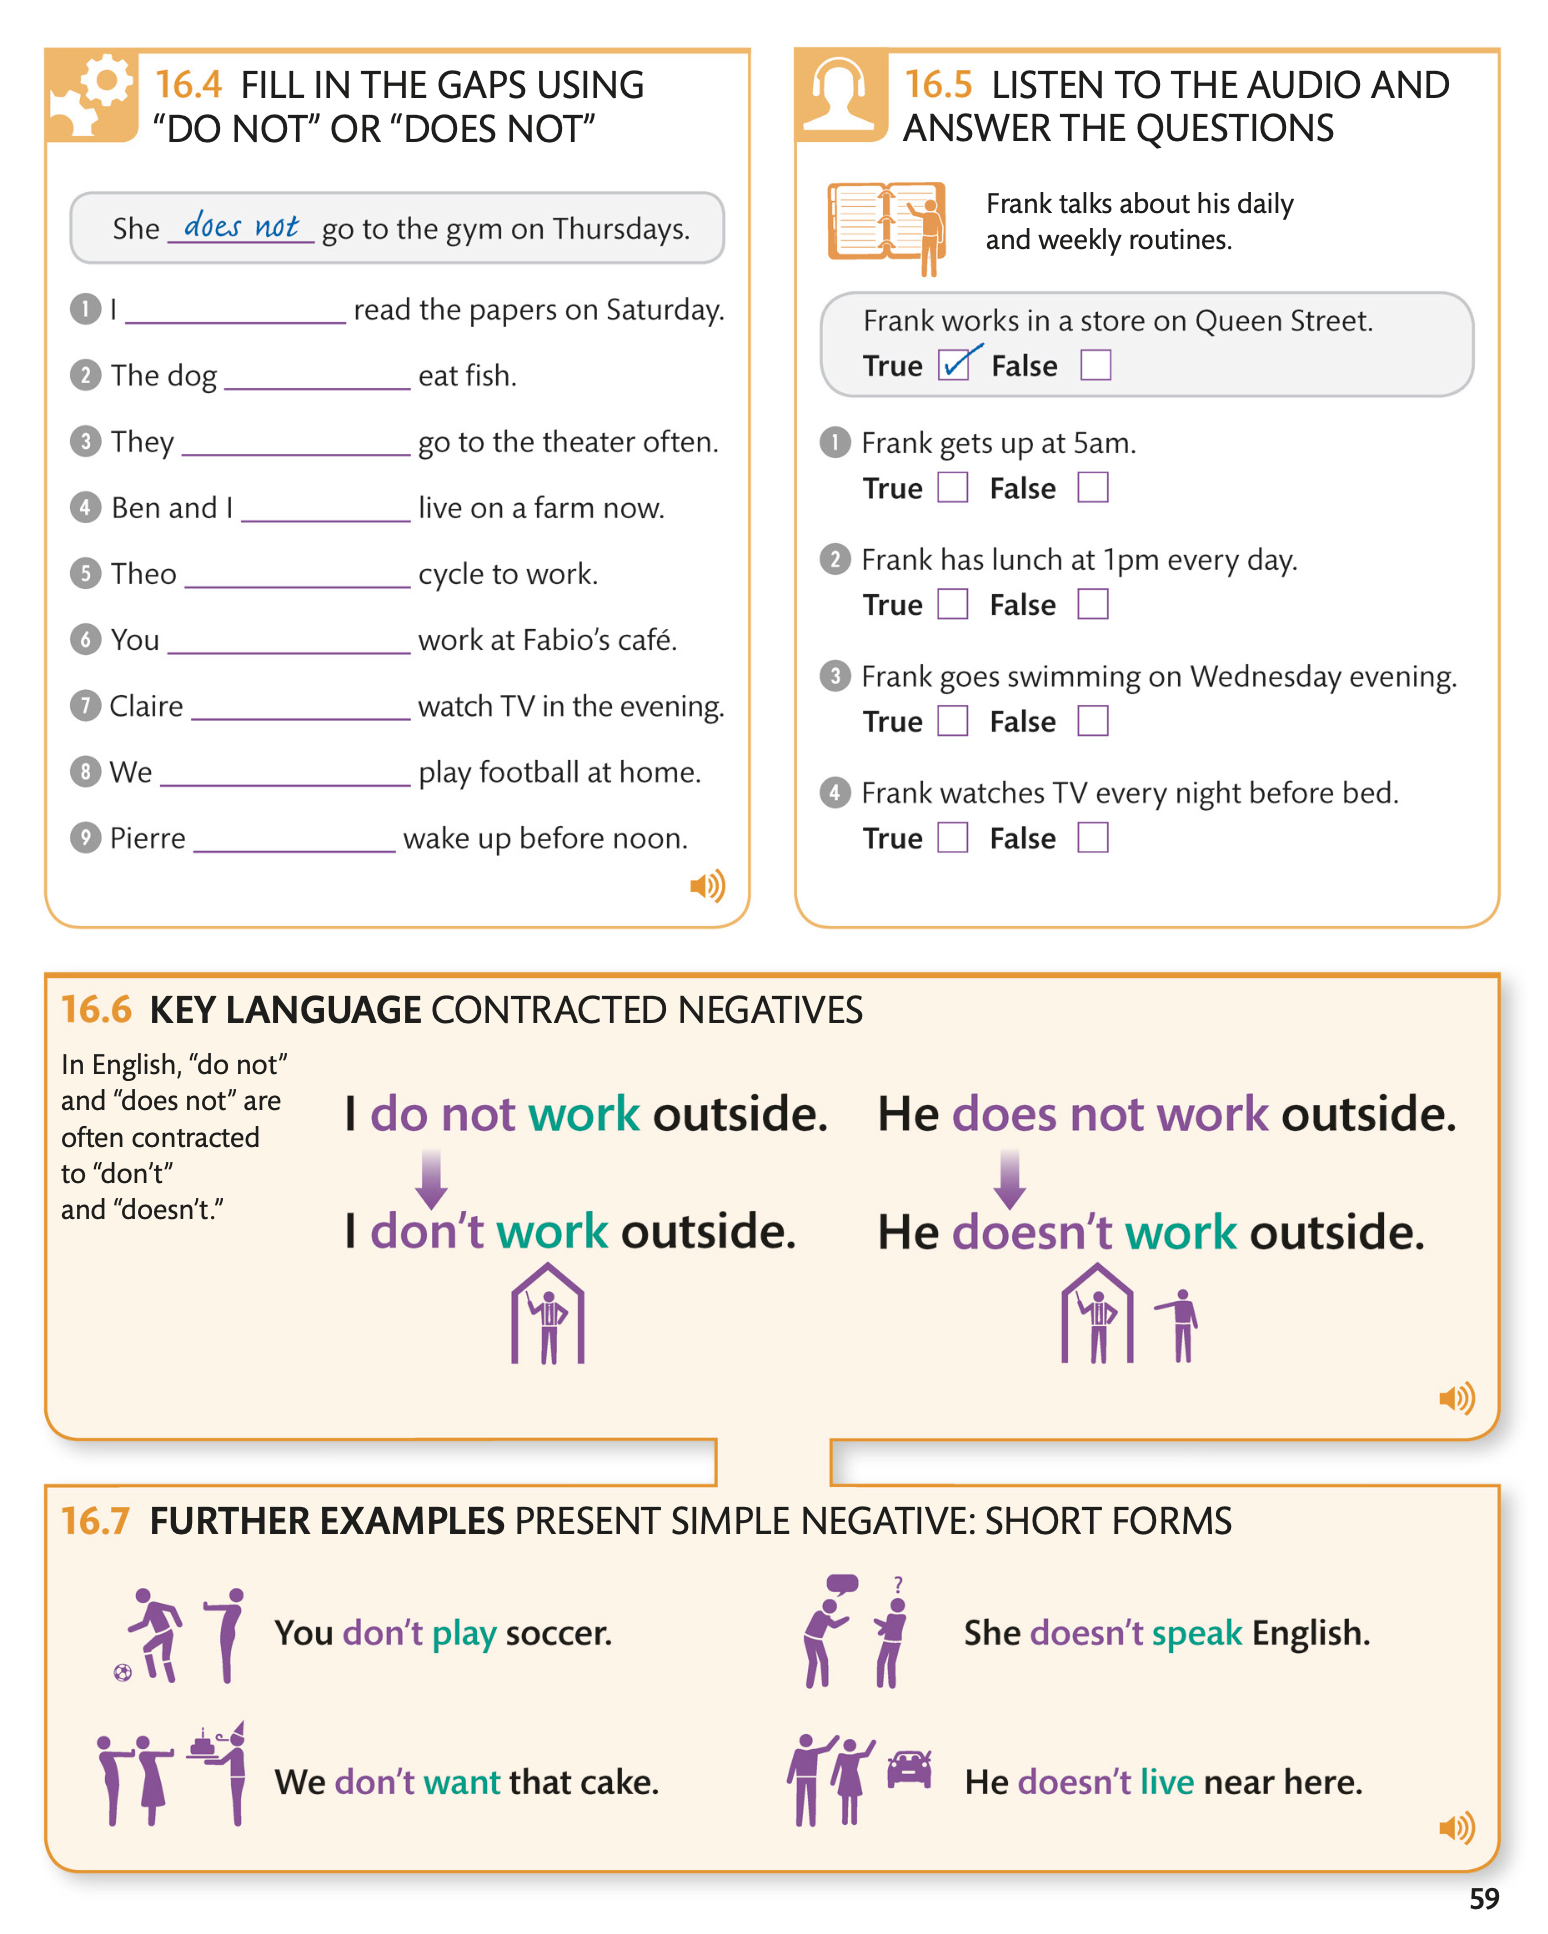 16.4 FILL IN THE GAPS USING
“DO NOT” OR “DOES NOT”
She does not go to the gym on Thursdays.
1 I ______ read the papers on Saturday.
2 The dog ______ eat fish.
3 They ______ go to the theater often.
4 Ben and I ______ live on a farm now.
5 Theo ______ cycle to work.
6 You ______ work at Fabio’s café.
7 Claire ______ watch TV in the evening.
8 We ______ play football at home.
9 Pierre ______ wake up before noon.
16.5 LISTEN TO THE AUDIO AND
ANSWER THE QUESTIONS
Frank talks about his daily
and weekly routines.
Frank works in a store on Queen Street.
True ✓ False
1 Frank gets up at 5am.
True False
2 Frank has lunch at 1pm every day.
True False
3 Frank goes swimming on Wednesday evening.
True False
4 Frank watches TV every night before bed.
True False
16.6 KEY LANGUAGE CONTRACTED NEGATIVES
In English, “do not”
and “does not” are
often contracted
to “don’t”
and “doesn’t.”
I do not work outside.
I don’t work outside.
He does not work outside.
He doesn’t work outside.
16.7 FURTHER EXAMPLES PRESENT SIMPLE NEGATIVE: SHORT FORMS
You don’t play soccer.
?
She doesn’t speak English.
We don’t want that cake.
He doesn’t live near here.
59